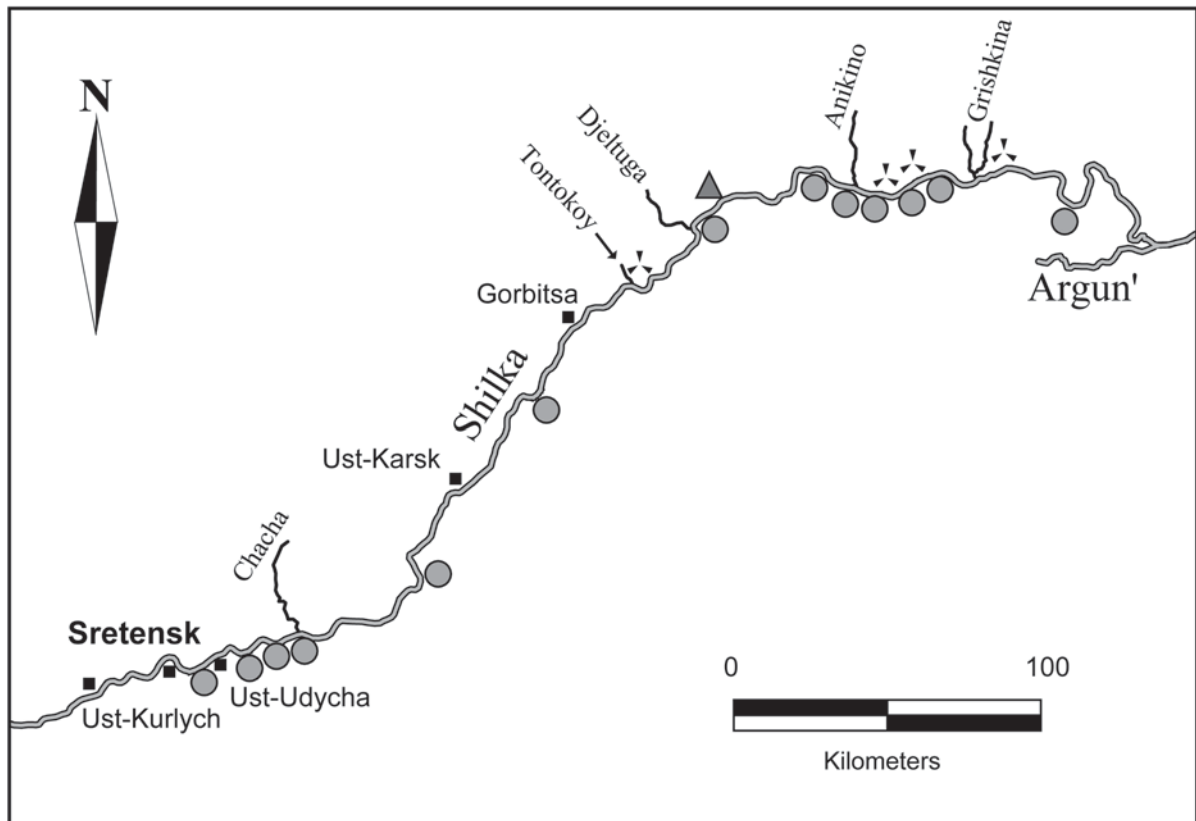 N
Anikino
Grishkina
Djeltuga
Tontokoy
Argun'
Gorbitsa
Shilka
Ust-Karsk
Chacha
Sretensk
Ust-Udycha
Ust-Kurlych
0 100
Kilometers